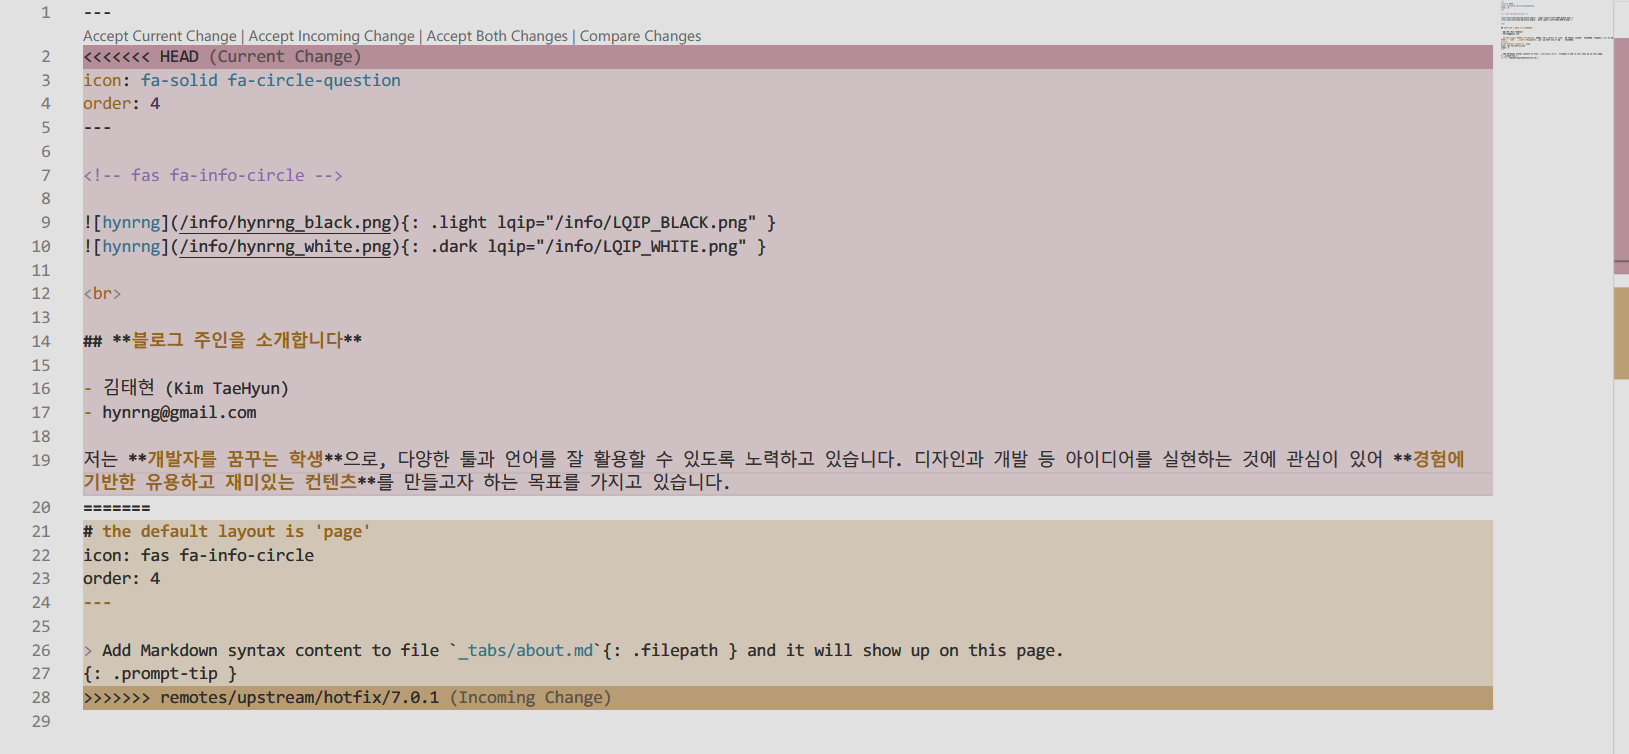 1 ---
Accept Current Change | Accept Incoming Change | Accept Both Changes | Compare Changes
2 <<<<<<< HEAD (Current Change)
3 icon: fa-solid fa-circle-question
4 order: 4
5 ---
6
7 <!-- fas fa-info-circle -->
8
9 ![hynrng](/info/hynrng_black.png){: .light lqip="/info/LQIP_BLACK.png" }
10 ![hynrng](/info/hynrng_white.png){: .dark lqip="/info/LQIP_WHITE.png" }
11
12 <br>
13
14 ## **블로그 주인을 소개합니다**
15
16 - 김태현 (Kim TaeHyun)
17 - hynrng@gmail.com
18
19 저는 **개발자를 꿈꾸는 학생**으로, 다양한 툴과 언어를 잘 활용할 수 있도록 노력하고 있습니다. 디자인과 개발 등 아이디어를 실현하는 것에 관심이 있어 **경험에
기반한 유용하고 재미있는 컨텐츠**를 만들고자 하는 목표를 가지고 있습니다.
20 =======
21 # the default layout is 'page'
22 icon: fas fa-info-circle
23 order: 4
24 ---
25
26 > Add Markdown syntax content to file `_tabs/about.md`{: .filepath } and it will show up on this page.
27 {: .prompt-tip }
28 >>>>>>> remotes/upstream/hotfix/7.0.1 (Incoming Change)
29